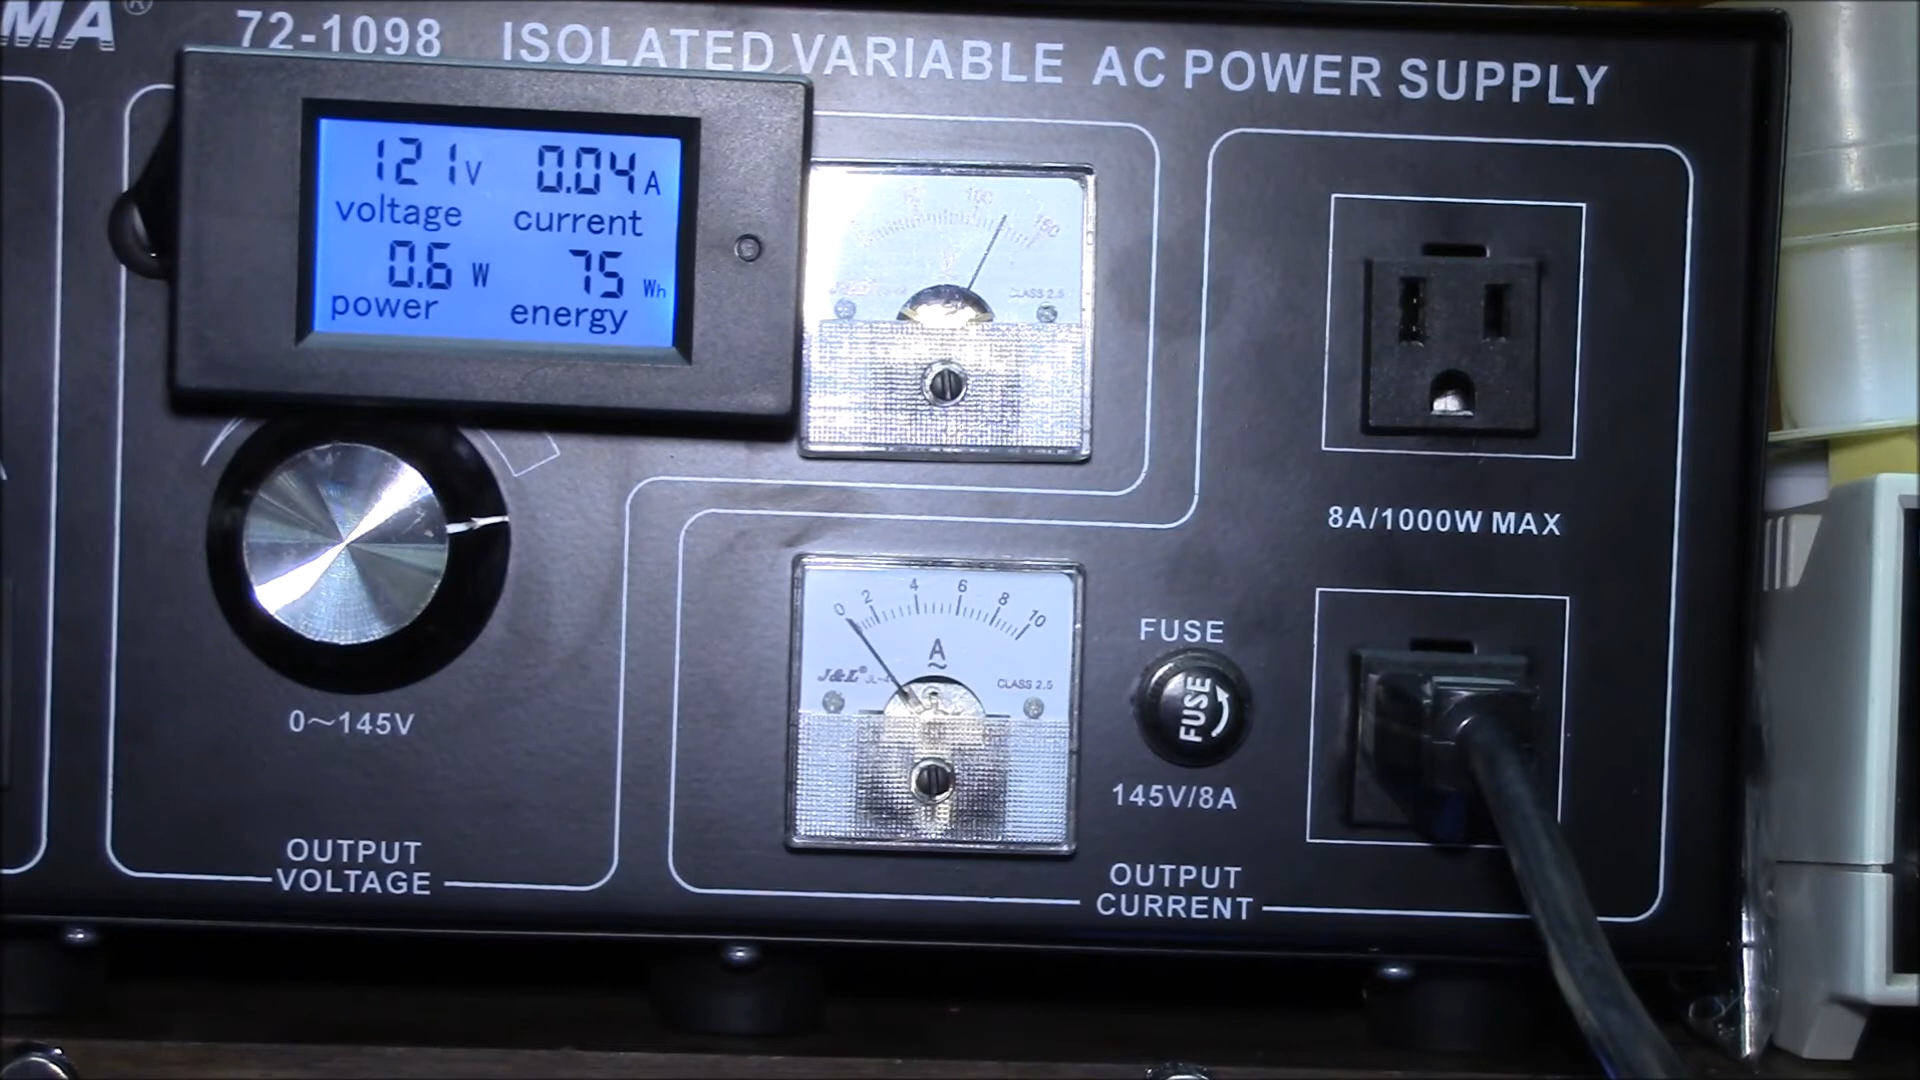 MA®
72-1098 ISOLATED VARIABLE AC POWER SUPPLY
121 V 0.04 A
voltage current
0.6 W 75 Wh
power energy
100
150
CLASS 2.5
0~145V
OUTPUT
VOLTAGE
0 2 4 6 8 10
A
~
J&L®
CLASS 2.5
FUSE
FUSE
145V/8A
8A/1000W MAX
OUTPUT
CURRENT